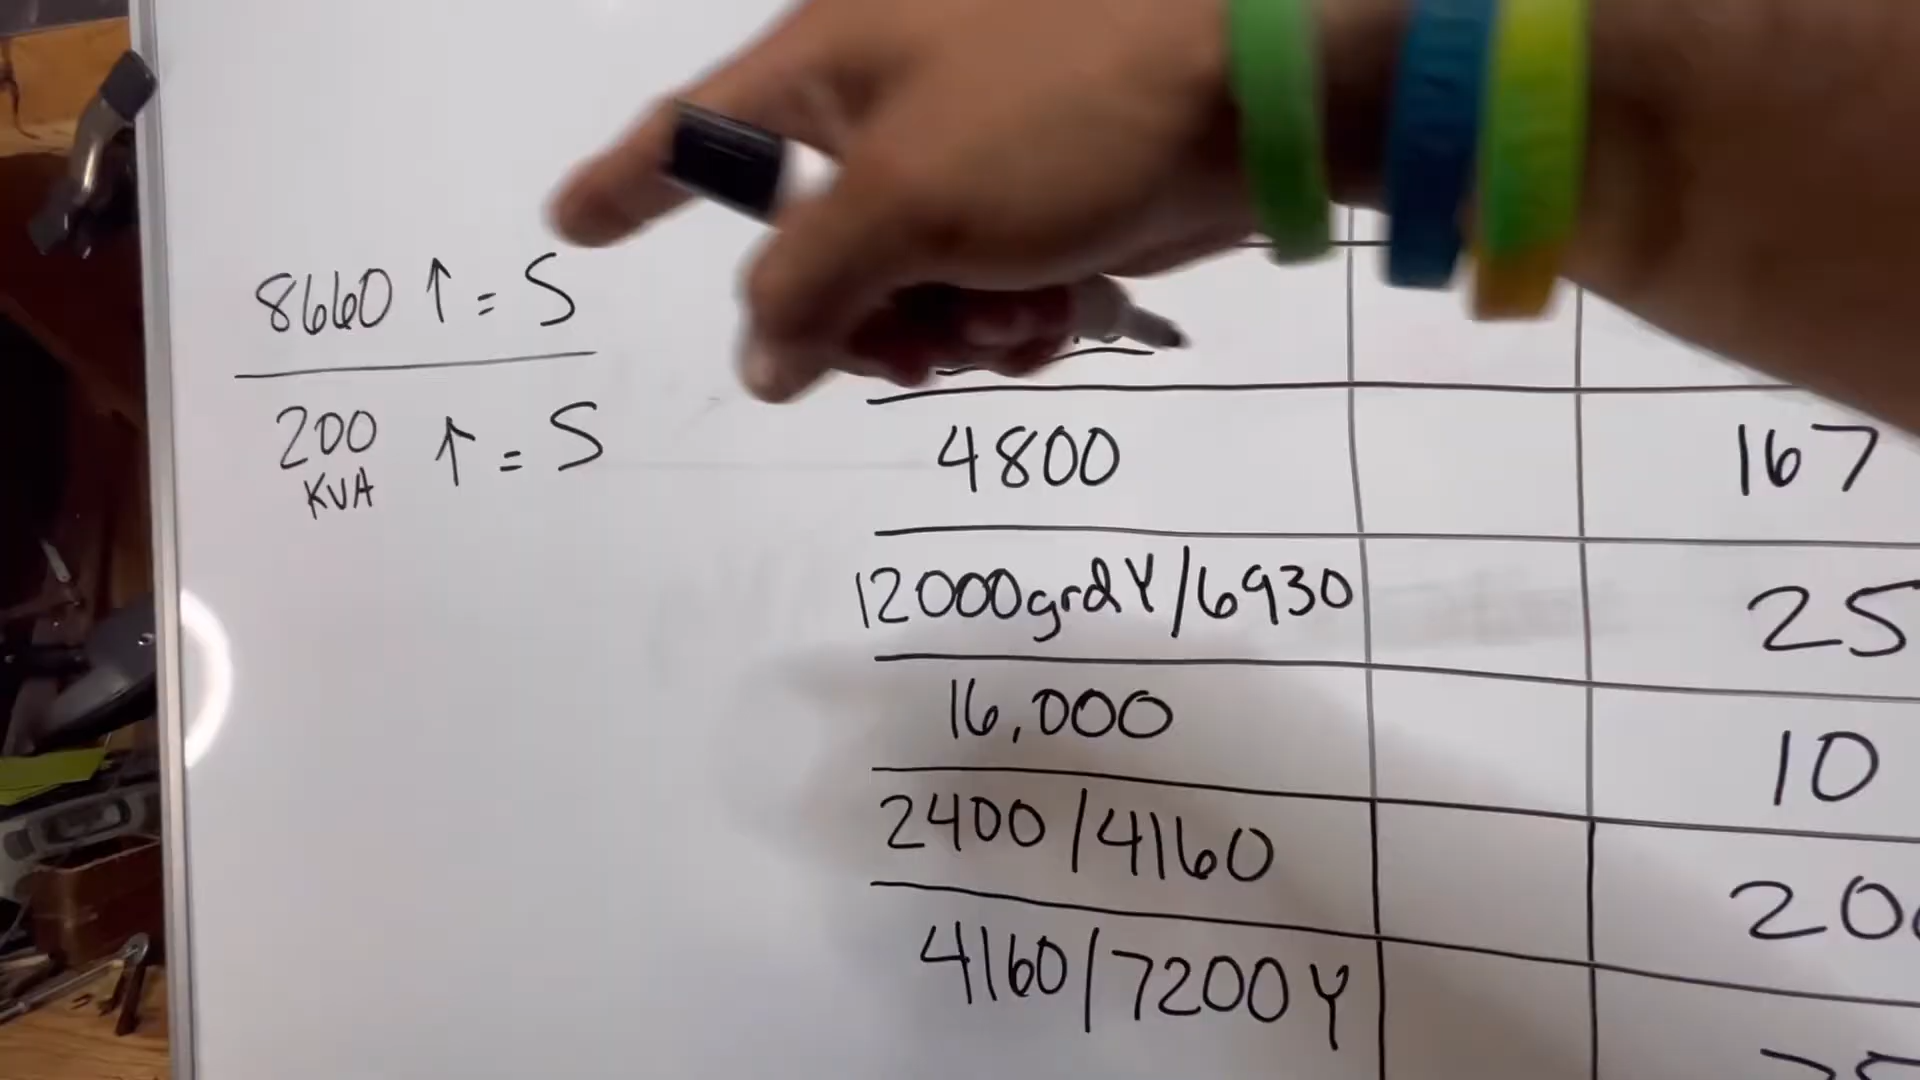 8660 ↑ = S
200 ↑ = S
KVA
4800 167
12000grdY/6930 25
16,000 10
2400/4160
4160/7200Y